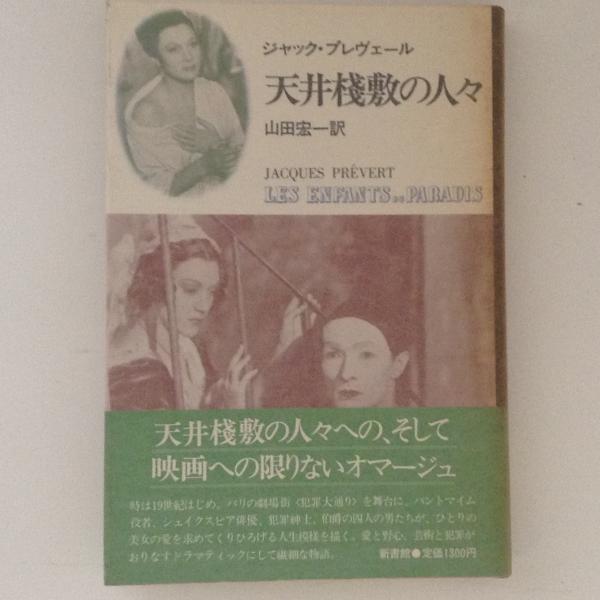 ジャック・プレヴェール
天井棧敷の人々
山田宏一訳
JACQUES PRÉVERT
LES ENFANTS DU PARADIS
天井棧敷の人々への、そして
映画への限りないオマージュ
時は19世紀はじめ。パリの劇場街〈犯罪大通り〉を舞台に、パントマイム
役者、シェイクスピア俳優、犯罪紳士、伯爵の四人の男たちが、ひとりの
美女の愛を求めてくりひろげる人生模様を描く。愛と野心、芸術と犯罪が
おりなすドラマティックにして繊細な物語。
新書館●定価1300円